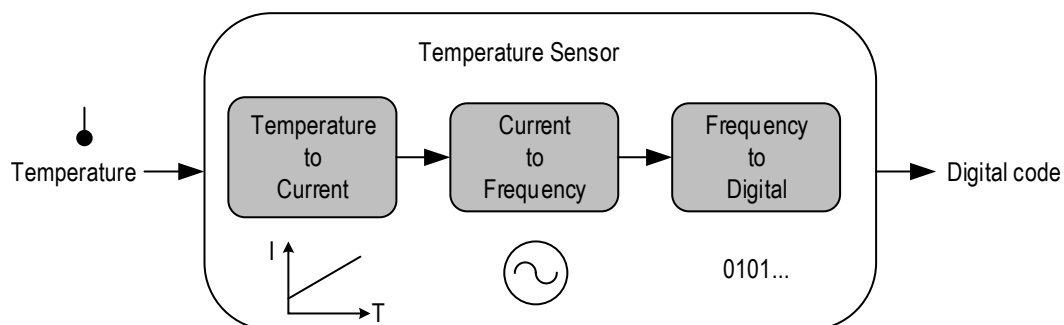 Temperature Sensor
Temperature
Temperature
to
Current
Current
to
Frequency
Frequency
to
Digital
Digital code
I
T
0101...